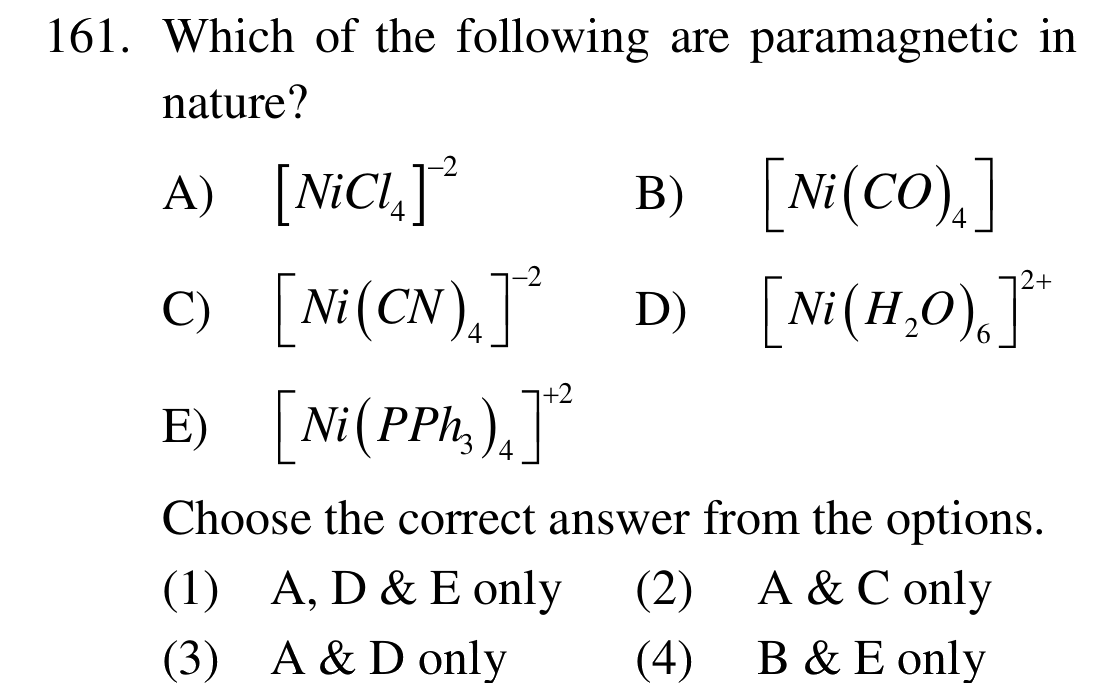 161. Which of the following are paramagnetic in
nature?
A) [NiCl₄]⁻² B) [Ni(CO)₄]
C) [Ni(CN)₄]⁻² D) [Ni(H₂O)₆]²⁺
E) [Ni(PPh₃)₄]⁺²
Choose the correct answer from the options.
(1) A, D & E only (2) A & C only
(3) A & D only (4) B & E only